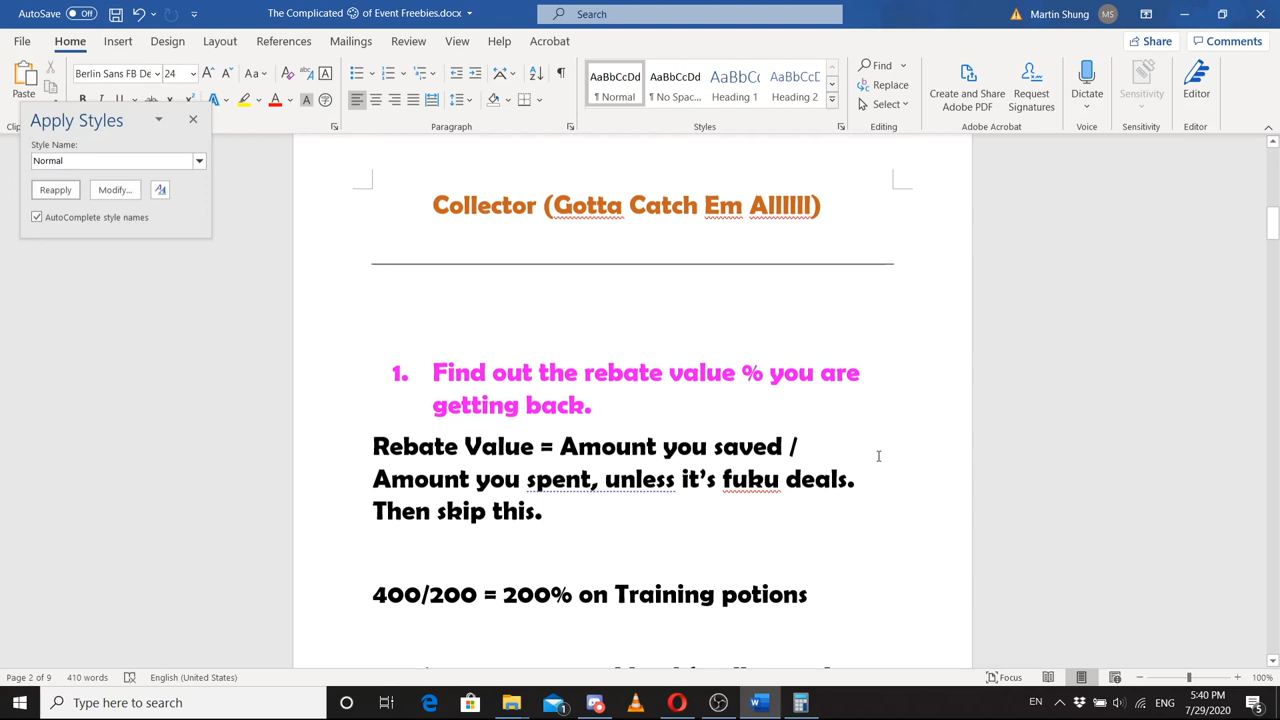 AutoSave Off
The Complicated of Freebies of Events.docx
Search
Martin Shung MS
File Home Insert Design Layout References Mailings Review View Help Acrobat
Share Comments
Paste
Berlin Sans FB De 24 Aa
AaBbCcDd AaBbCcDd AaBbCc AaBbCcD
¶ Normal ¶ No Spac... Heading 1 Heading 2
Find
Replace
Select
Create and Share Adobe PDF
Request Signatures
Dictate
Sensitivity
Editor
Paragraph Styles Editing Adobe Acrobat Voice Sensitivity Editor
Apply Styles
Style Name:
Normal
Reapply Modify...
AutoComplete style names
Collector (Gotta Catch Em Allllll)
1. Find out the rebate value % you are
getting back.
Rebate Value = Amount you saved /
Amount you spent, unless it's fuku deals.
Then skip this.
400/200 = 200% on Training potions
Page 2 of 9 410 words English (United States)
Focus 100%
Type here to search
EN ENG 5:40 PM
7/29/2020